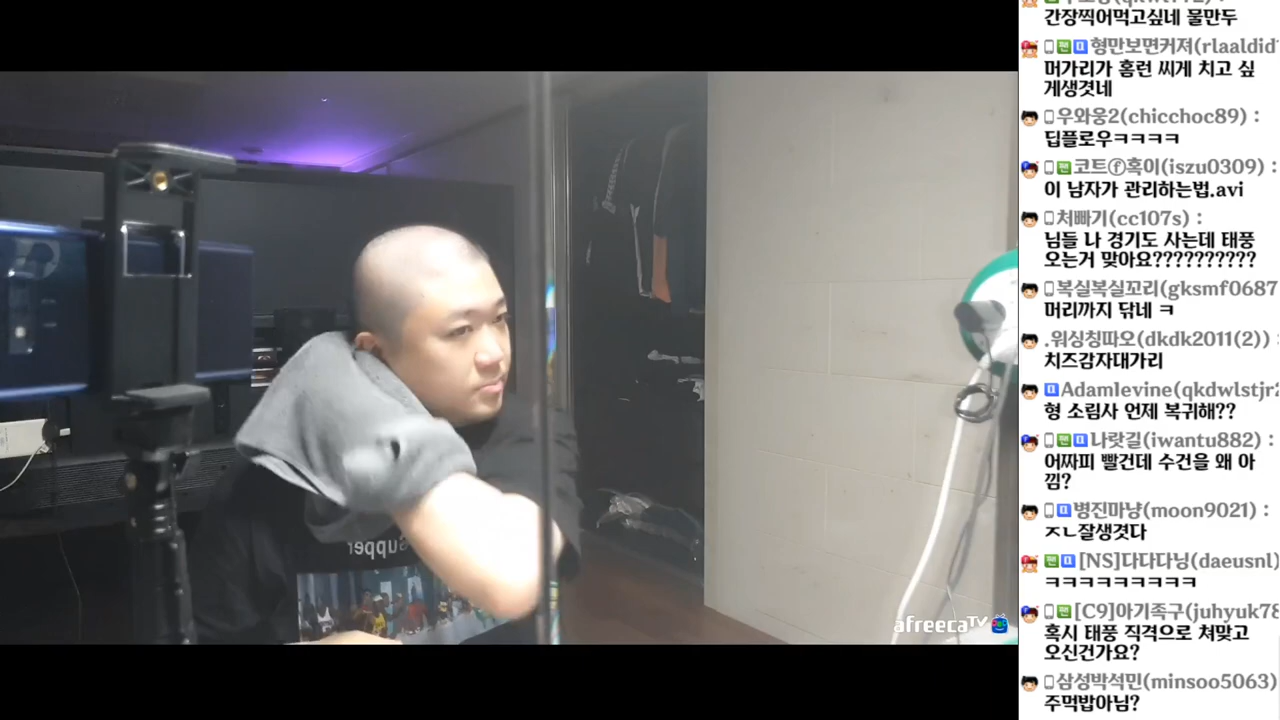 간장찍어먹고싶네 물만두
형만보면커져(rlaaldid
머가리가 홈런 씨게 치고 싶
게생겻네
우와웅2(chicchoc89) :
딥플로우ㅋㅋㅋㅋ
코트ⓕ혹이(iszu0309) :
이 남자가 관리하는법.avi
쳐빠기(cc107s) :
님들 나 경기도 사는데 태풍
오는거 맞아요??????????
복실복실꼬리(gksmf0687
머리까지 닦네 ㅋ
.워싱칭따오(dkdk2011(2)) :
치즈감자대가리
Adamlevine(qkdwlstjr2
형 소림사 언제 복귀해??
나랏길(iwantu882) :
어짜피 빨건데 수건을 왜 아
낌?
병진마냥(moon9021) :
ㅈㄴ잘생겻다
[NS]다다다닝(daeusnl)
ㅋㅋㅋㅋㅋㅋㅋㅋㅋ
[C9]아기족구(juhyuk78
혹시 태풍 직격으로 쳐맞고
오신건가요?
삼성박석민(minsoo5063)
주먹밥아님?
Supper
afreecaTV